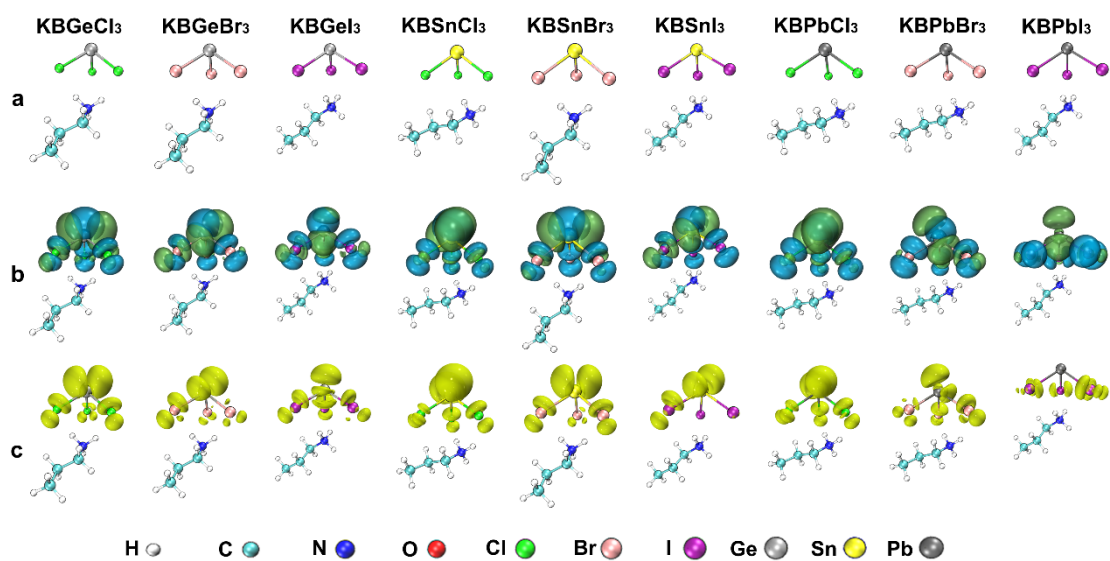 KBGeCl₃ KBGeBr₃ KBGeI₃ KBSnCl₃ KBSnBr₃ KBSnI₃ KBPbCl₃ KBPbBr₃ KBPbI₃
a
b
c
H C N O Cl Br I Ge Sn Pb